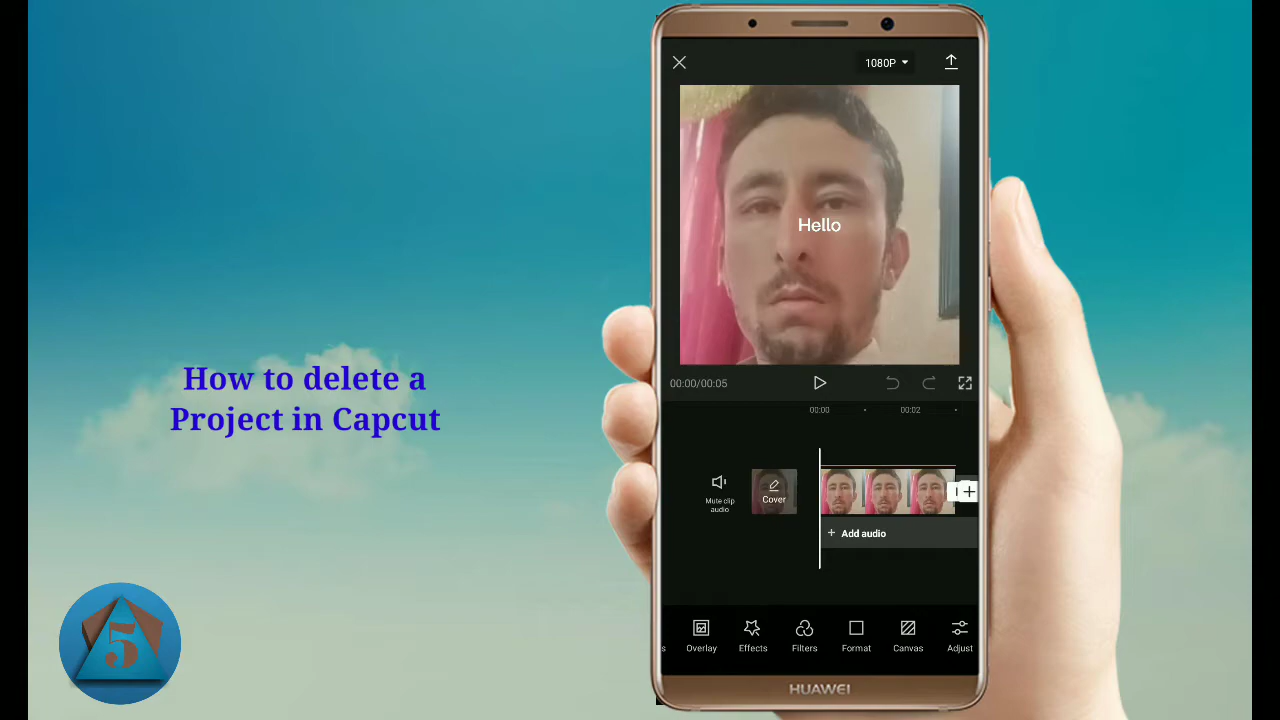 How to delete a
Project in Capcut
5
1080P
Hello
00:00/00:05
00:00
00:02
Mute clip
audio
Cover
+ Add audio
s
Overlay
Effects
Filters
Format
Canvas
Adjust
HUAWEI